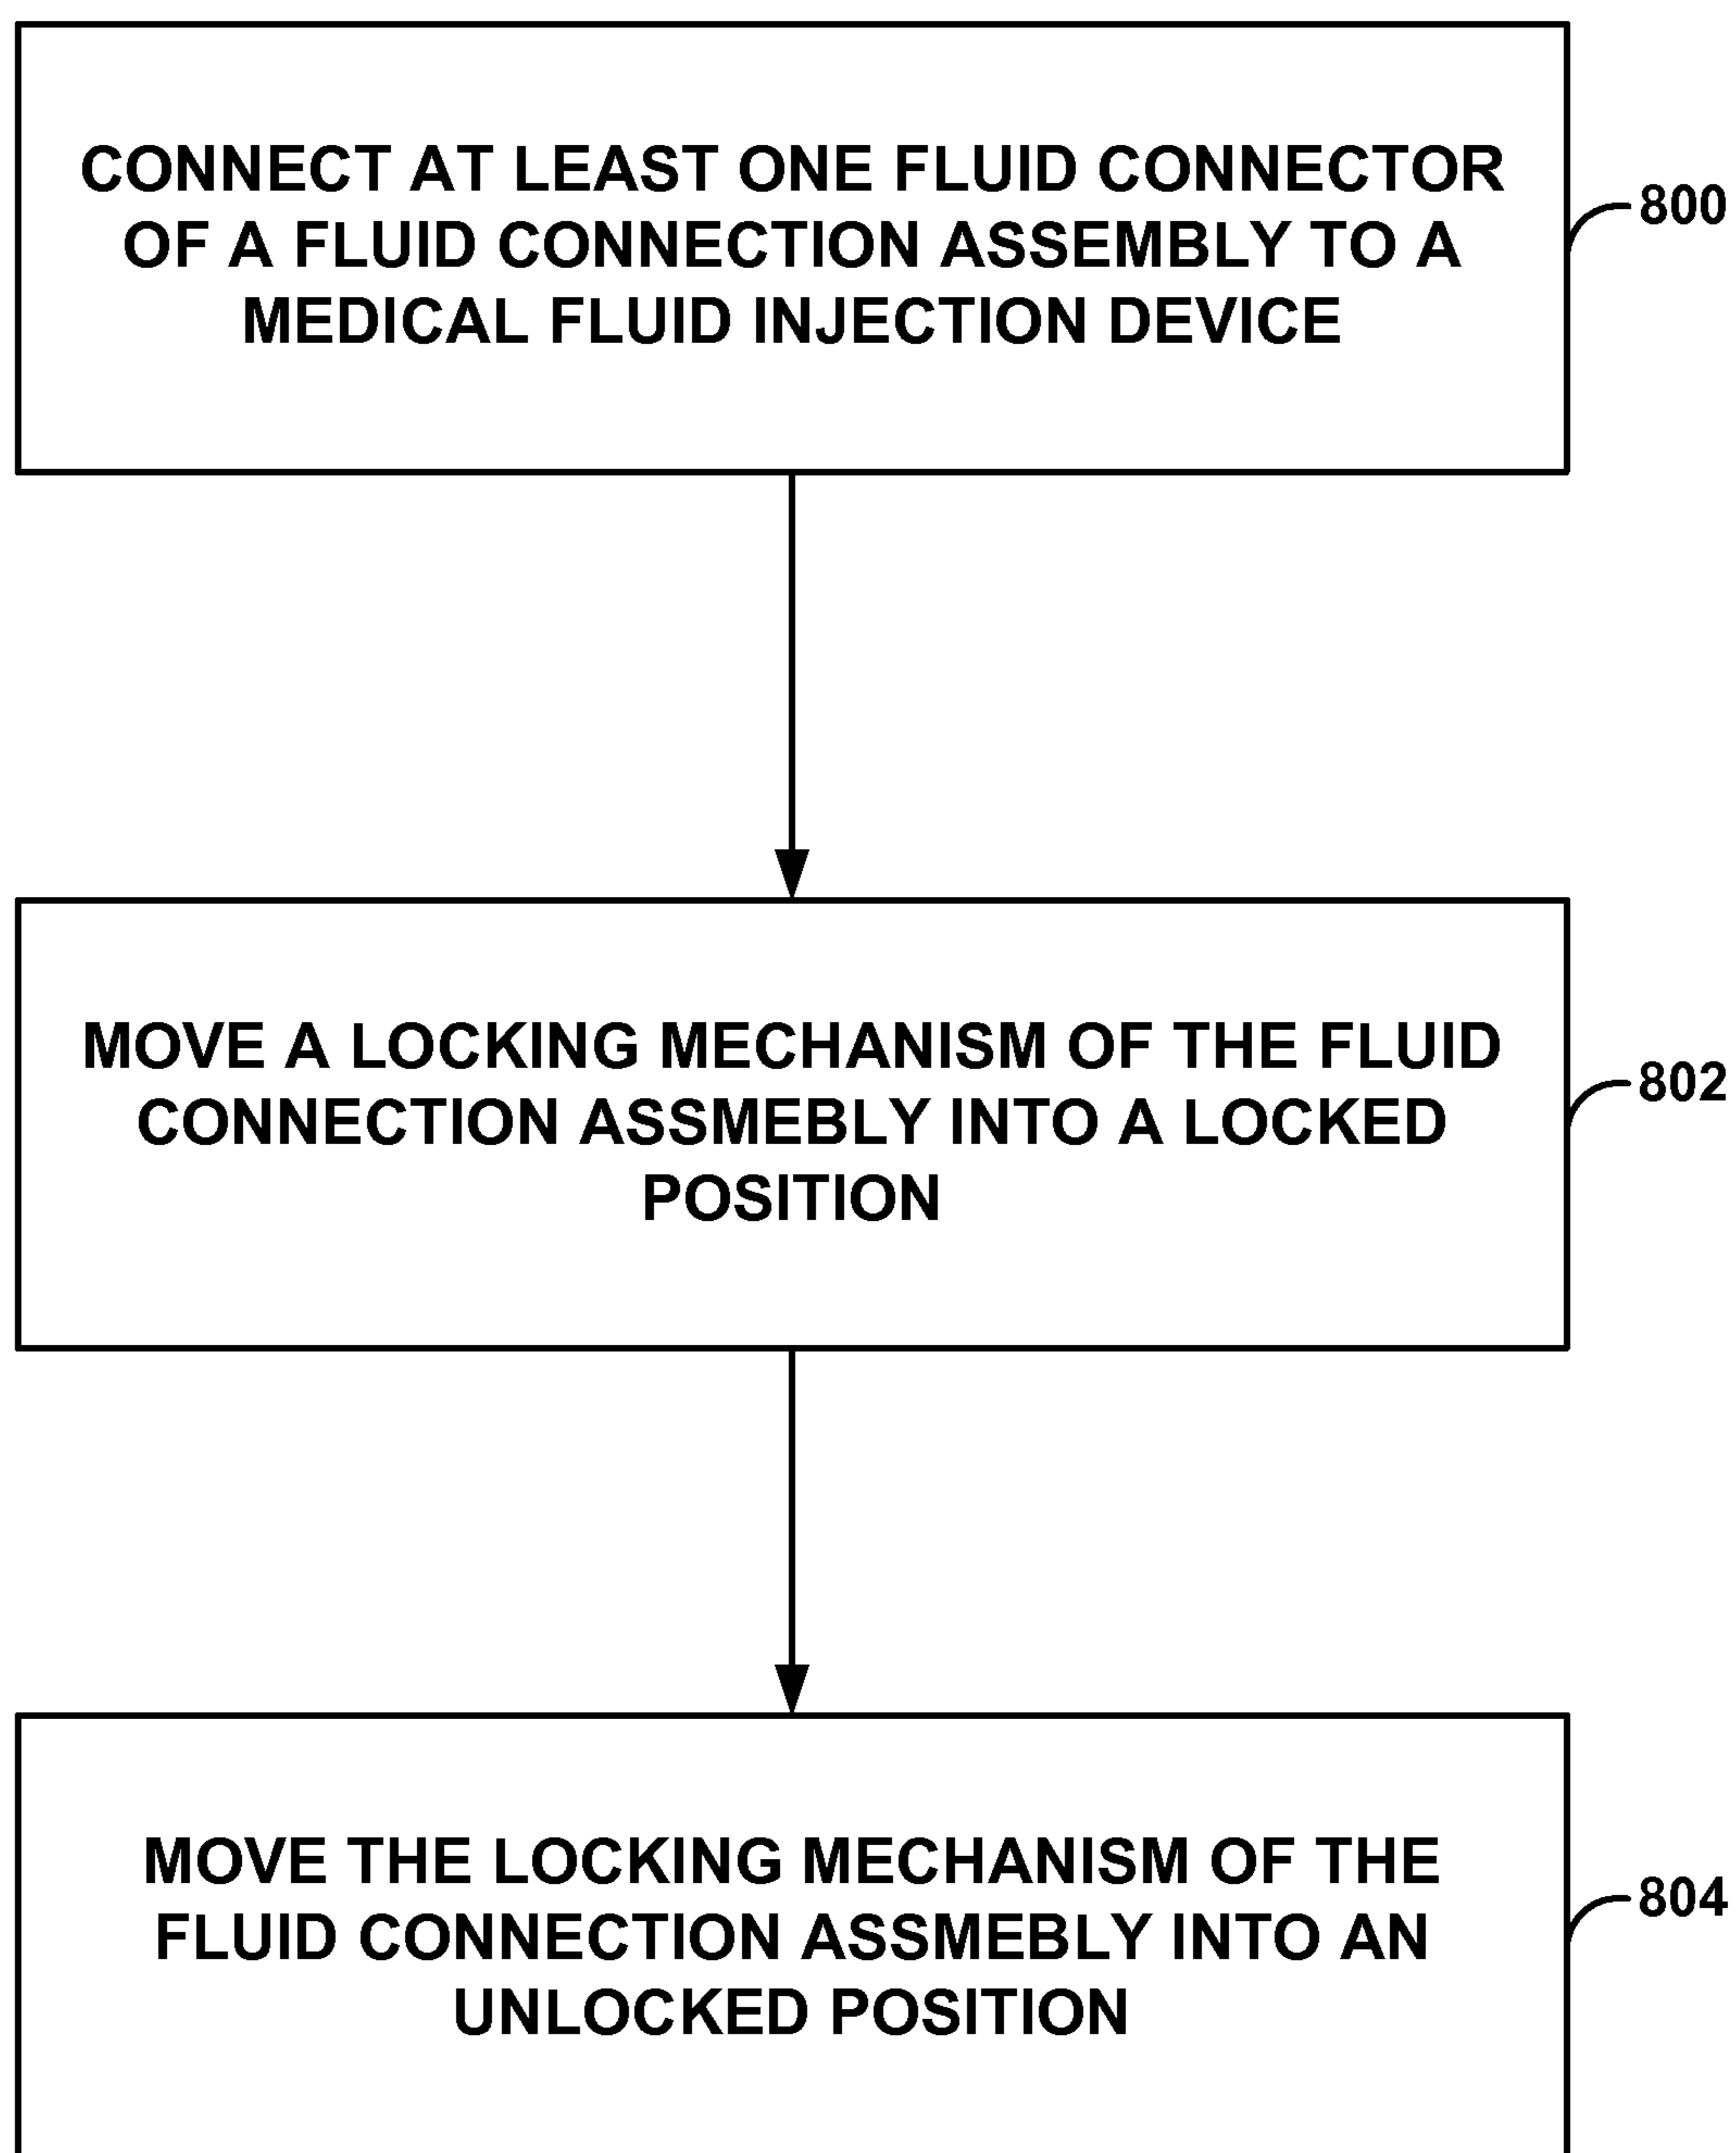 CONNECT AT LEAST ONE FLUID CONNECTOR
OF A FLUID CONNECTION ASSEMBLY TO A
MEDICAL FLUID INJECTION DEVICE
800
MOVE A LOCKING MECHANISM OF THE FLUID
CONNECTION ASSMEBLY INTO A LOCKED
POSITION
802
MOVE THE LOCKING MECHANISM OF THE
FLUID CONNECTION ASSMEBLY INTO AN
UNLOCKED POSITION
804